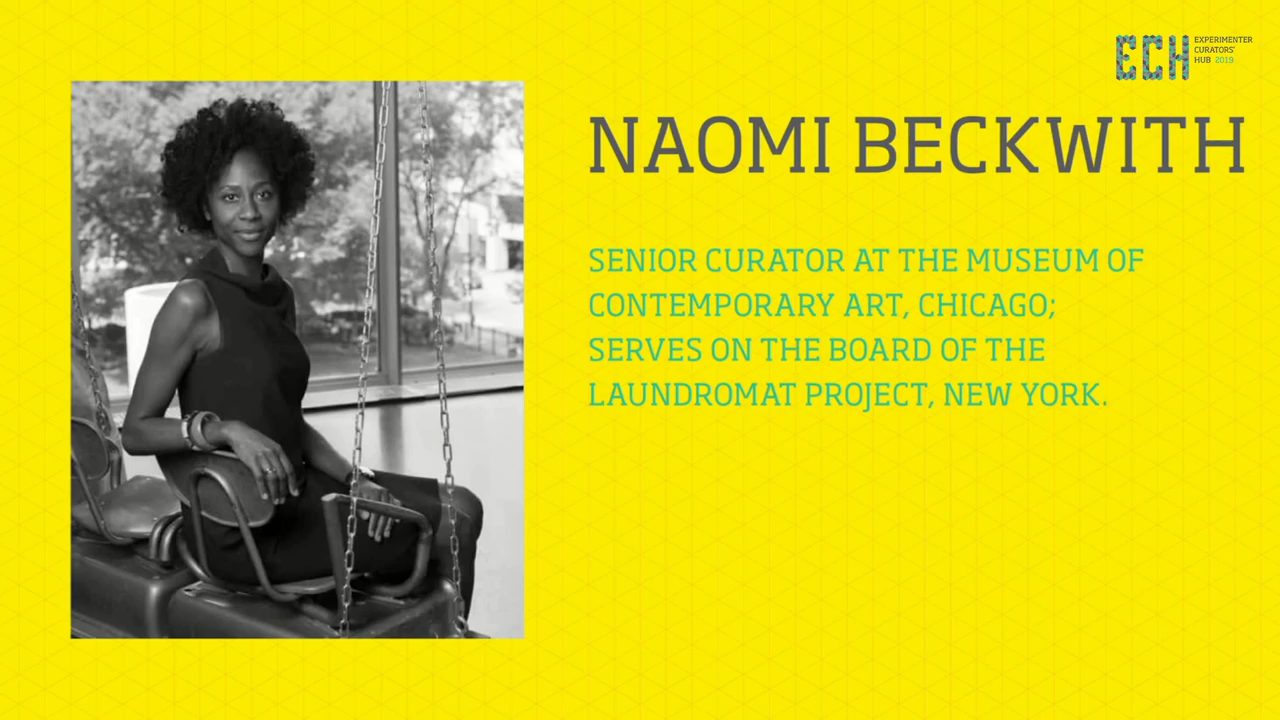 ECH
EXPERIMENTER
CURATORS'
HUB 2019
NAOMI BECKWITH
SENIOR CURATOR AT THE MUSEUM OF
CONTEMPORARY ART, CHICAGO;
SERVES ON THE BOARD OF THE
LAUNDROMAT PROJECT, NEW YORK.